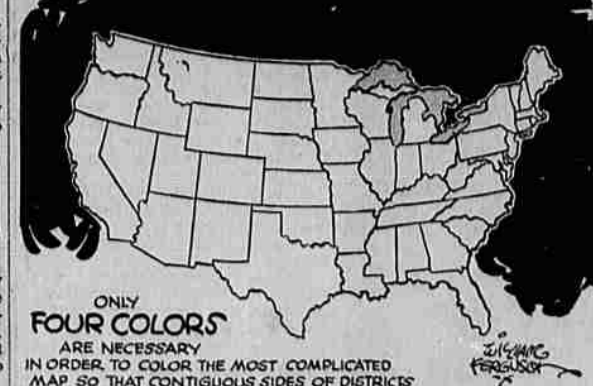 ONLY
FOUR COLORS
ARE NECESSARY
IN ORDER TO COLOR THE MOST COMPLICATED
MAP SO THAT CONTIGUOUS SIDES OF DISTRICTS
WILLIAM
FERGUSON